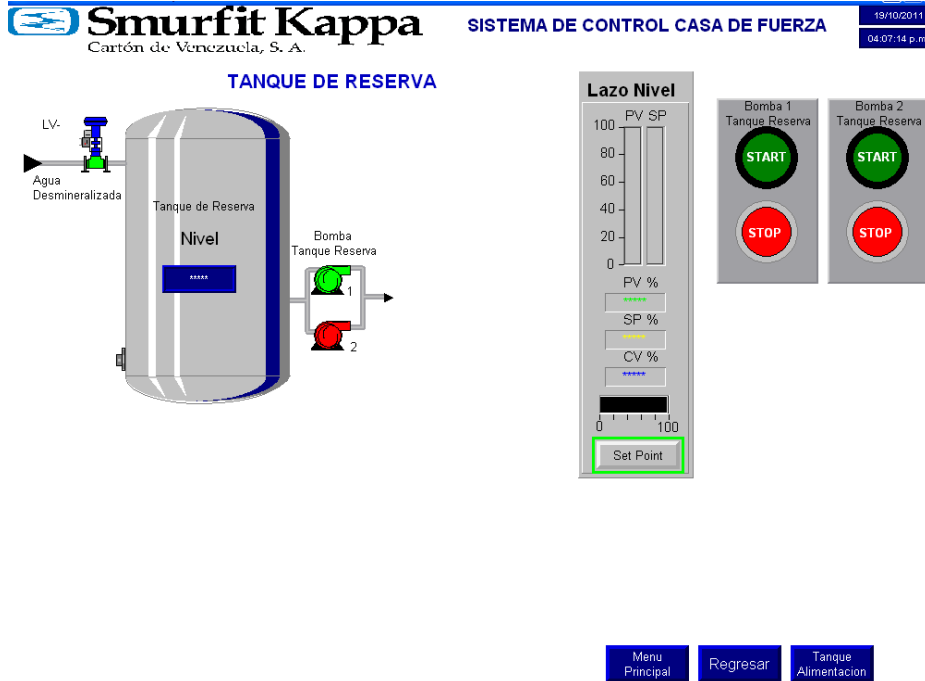 Smurfit Kappa
Cartón de Venezuela, S. A.
SISTEMA DE CONTROL CASA DE FUERZA
19/10/2011
04:07:14 p.m
TANQUE DE RESERVA
LV-
Agua
Desmineralizada
Tanque de Reserva
Nivel
*****
Bomba
Tanque Reserva
1
2
Lazo Nivel
PV SP
100
80
60
40
20
0
PV %
*****
SP %
*****
CV %
*****
0 100
Set Point
Bomba 1
Tanque Reserva
START
STOP
Bomba 2
Tanque Reserva
START
STOP
Menu
Principal
Regresar
Tanque
Alimentacion